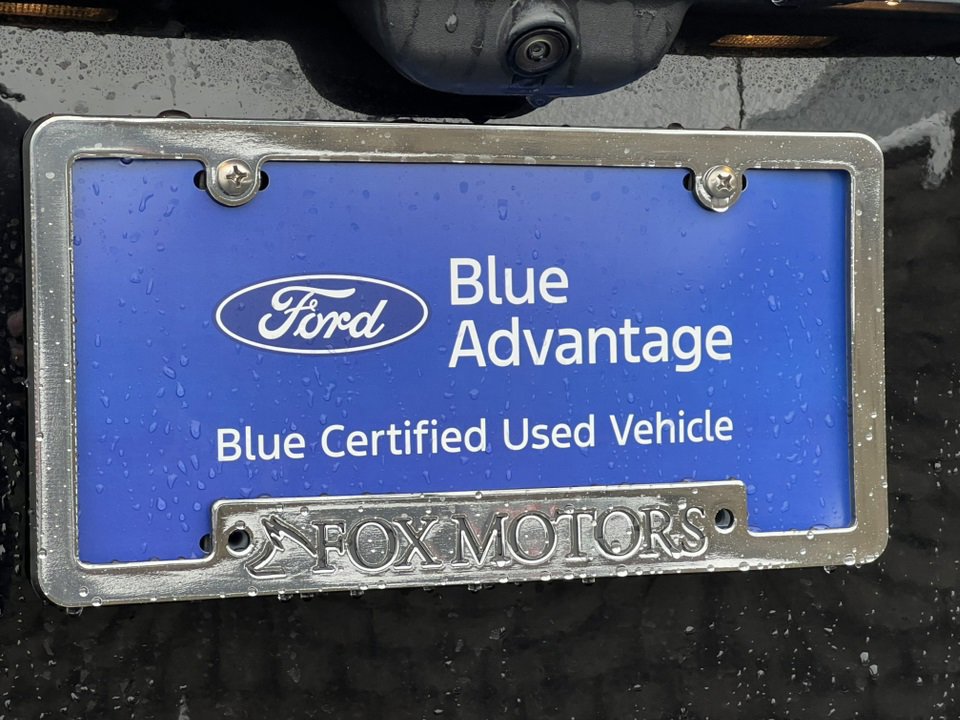 Ford
Blue
Advantage
Blue Certified Used Vehicle
FOX MOTORS